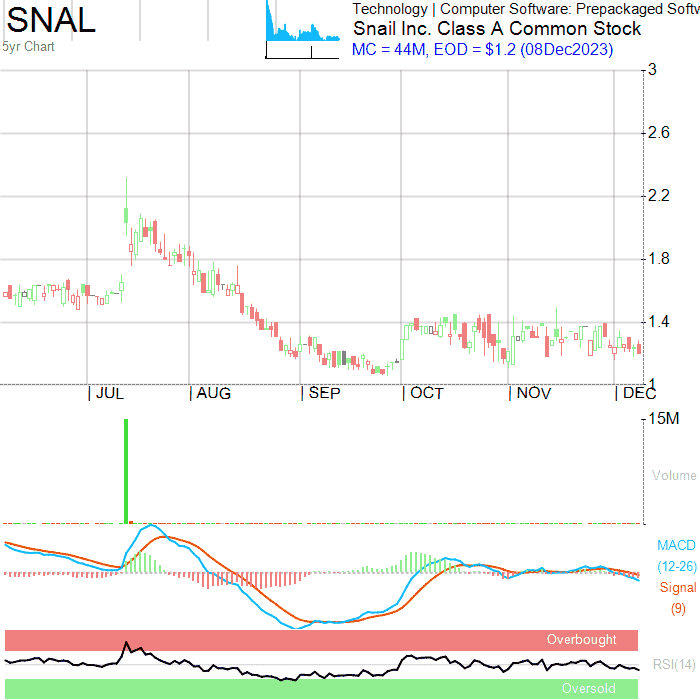 SNAL
5yr Chart
Technology | Computer Software: Prepackaged Softw
Snail Inc. Class A Common Stock
MC = 44M, EOD = $1.2 (08Dec2023)
3
2.6
2.2
1.8
1.4
1
JUL AUG SEP OCT NOV DEC
15M
Volume
MACD
(12-26)
Signal
(9)
Overbought
RSI(14)
Oversold